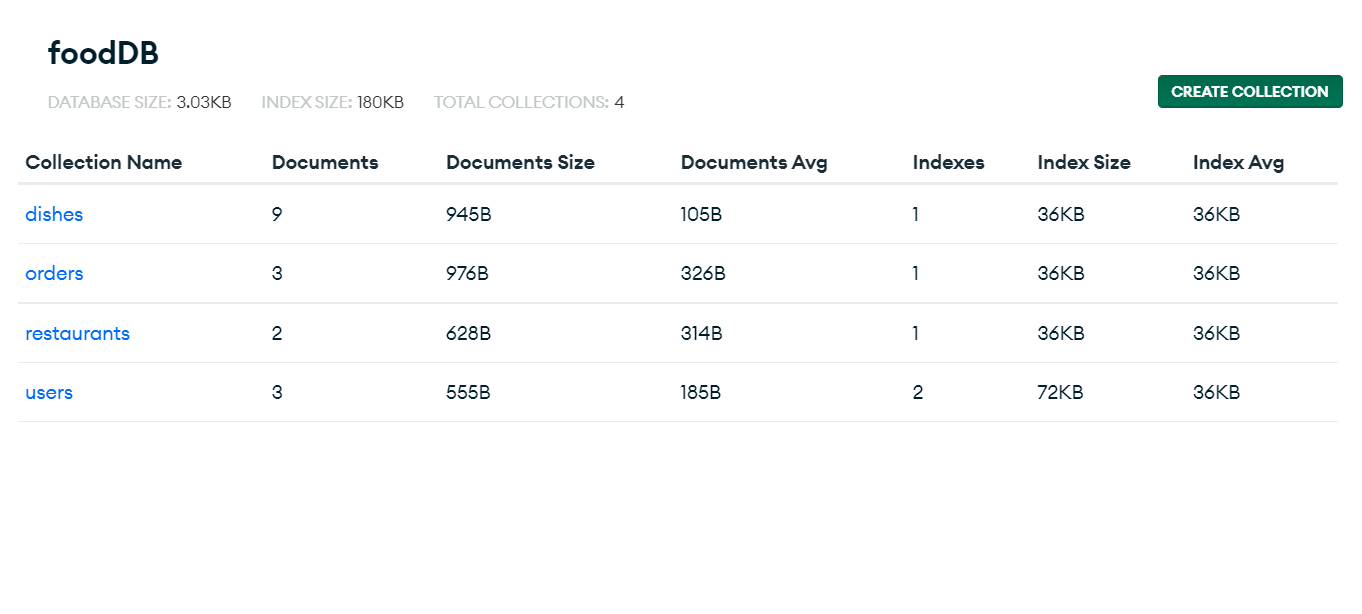 foodDB
DATABASE SIZE: 3.03KB INDEX SIZE: 180KB TOTAL COLLECTIONS: 4
CREATE COLLECTION
Collection Name Documents Documents Size Documents Avg Indexes Index Size Index Avg
dishes 9 945B 105B 1 36KB 36KB
orders 3 976B 326B 1 36KB 36KB
restaurants 2 628B 314B 1 36KB 36KB
users 3 555B 185B 2 72KB 36KB